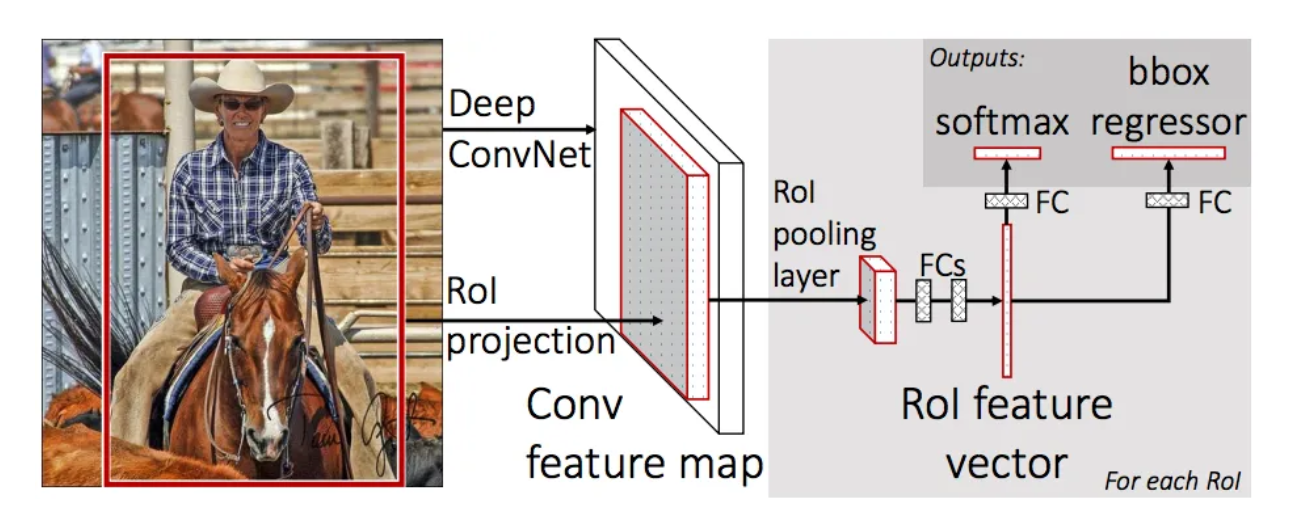 Deep
ConvNet
RoI
projection
Conv
feature map
RoI
pooling
layer
FCs
Outputs:
softmax
bbox
regressor
FC
FC
RoI feature
vector
For each RoI